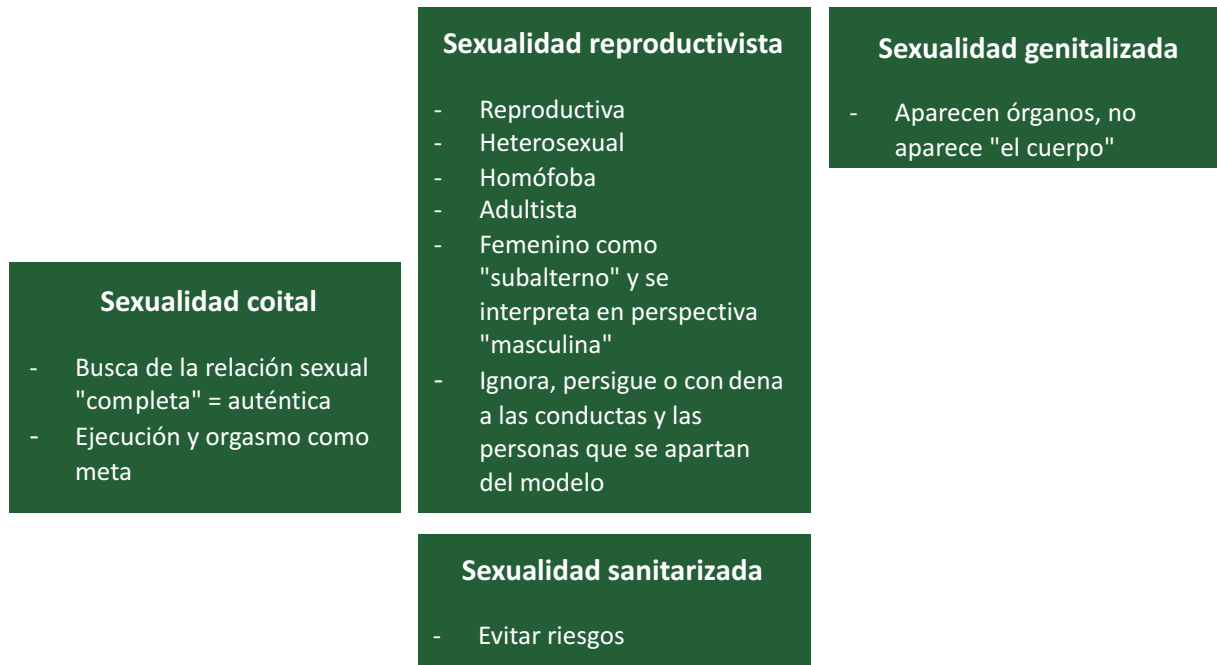 Sexualidad reproductivista
- Reproductiva
- Heterosexual
- Homófoba
- Adultista
- Femenino como
"subalterno" y se
interpreta en perspectiva
"masculina"
- Ignora, persigue o con dena
a las conductas y las
personas que se apartan
del modelo
Sexualidad genitalizada
- Aparecen órganos, no
aparece "el cuerpo"
Sexualidad coital
- Busca de la relación sexual
"completa" = auténtica
- Ejecución y orgasmo como
meta
Sexualidad sanitarizada
- Evitar riesgos